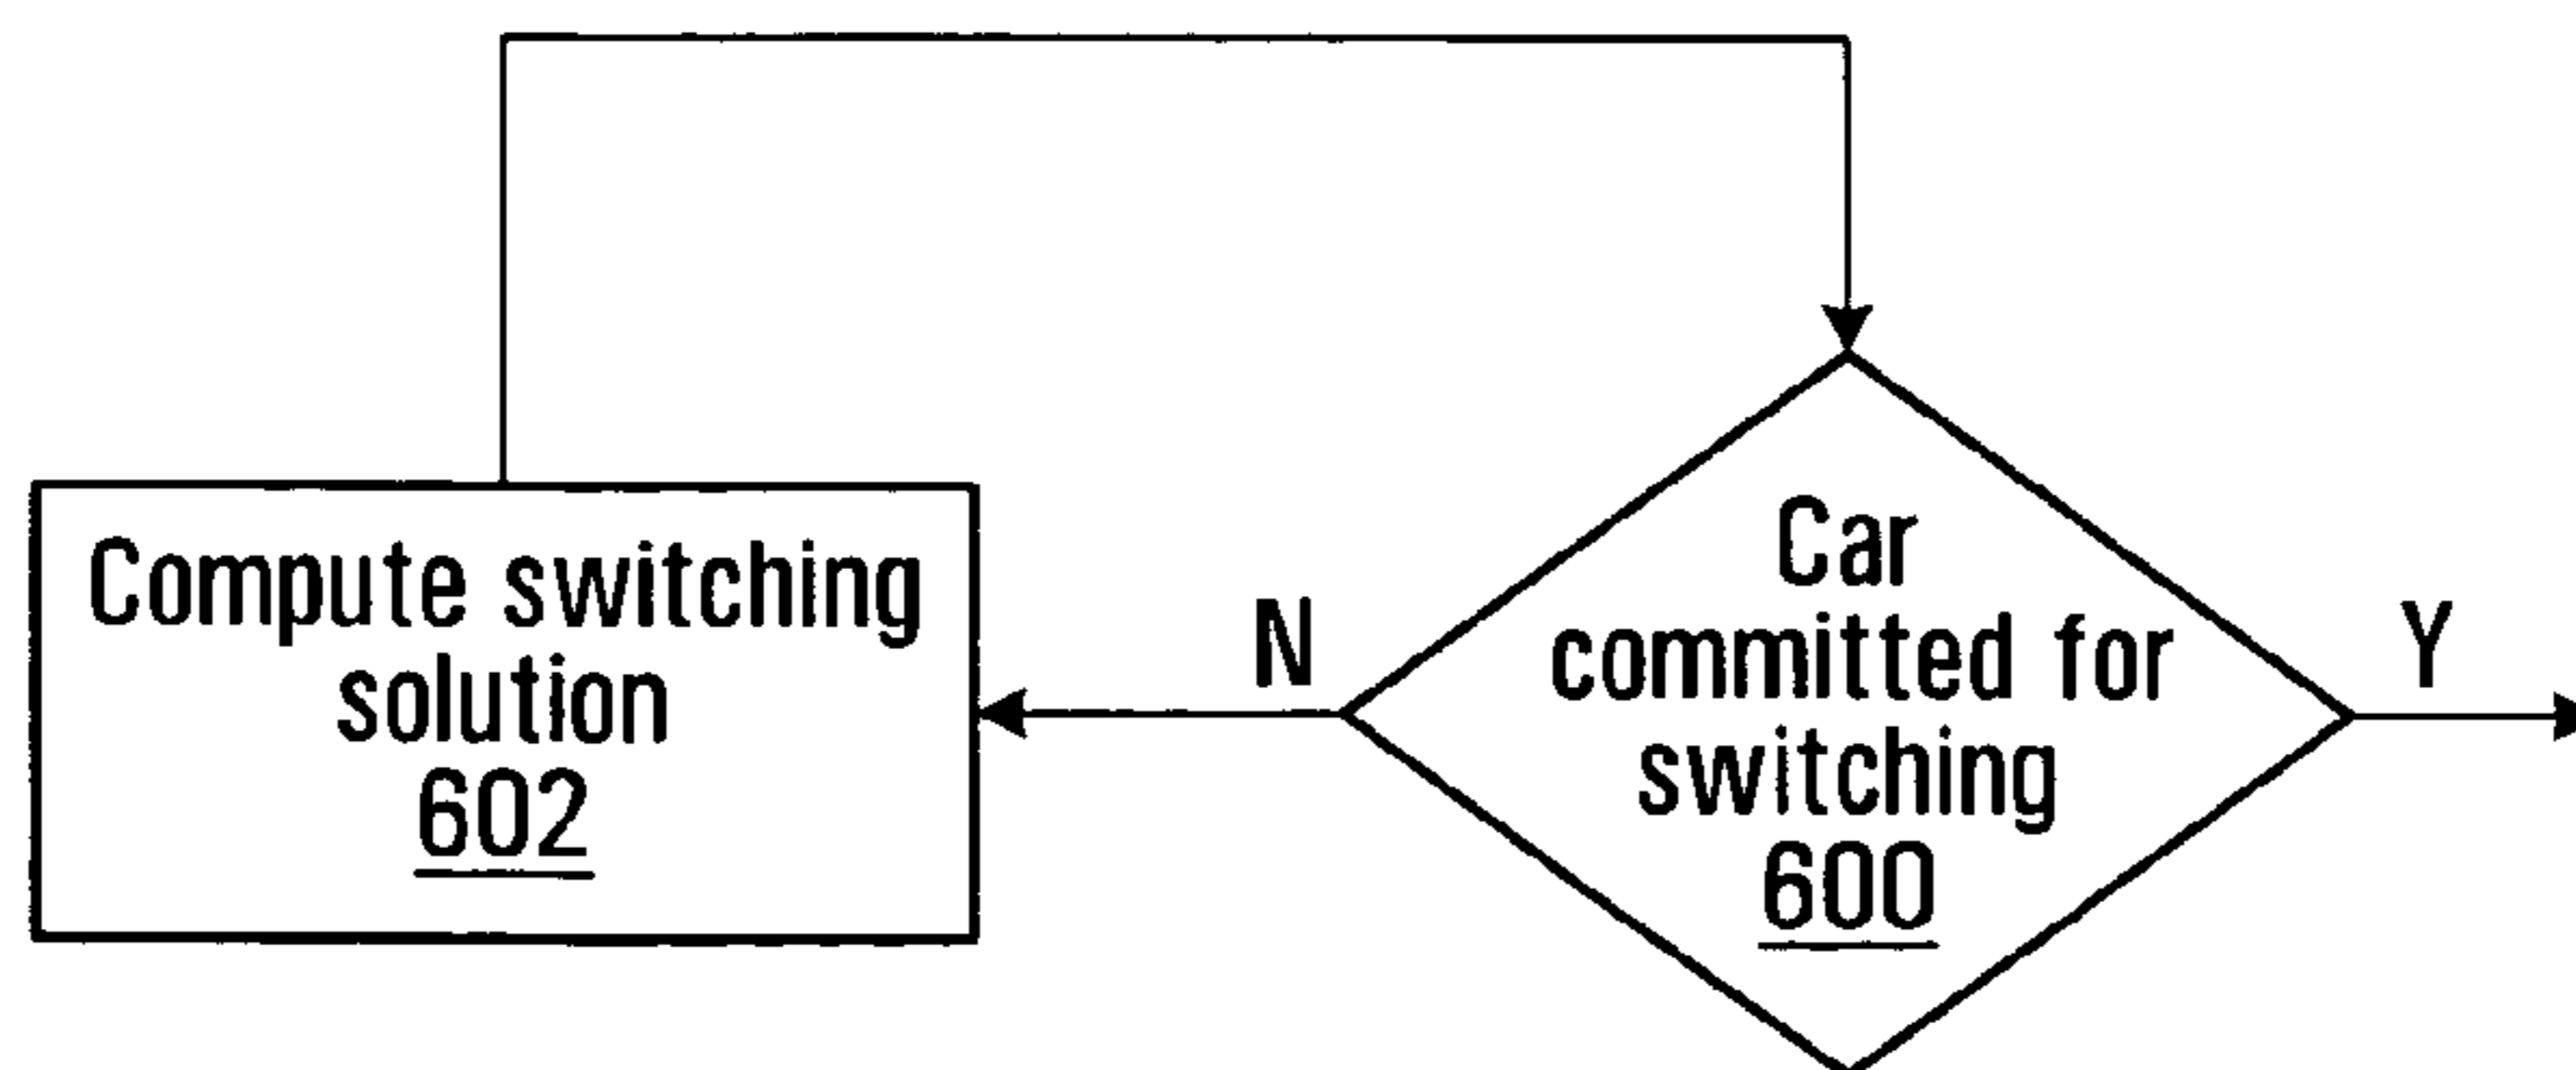 Compute switching
solution
602
N
Car
committed for
switching
600
Y